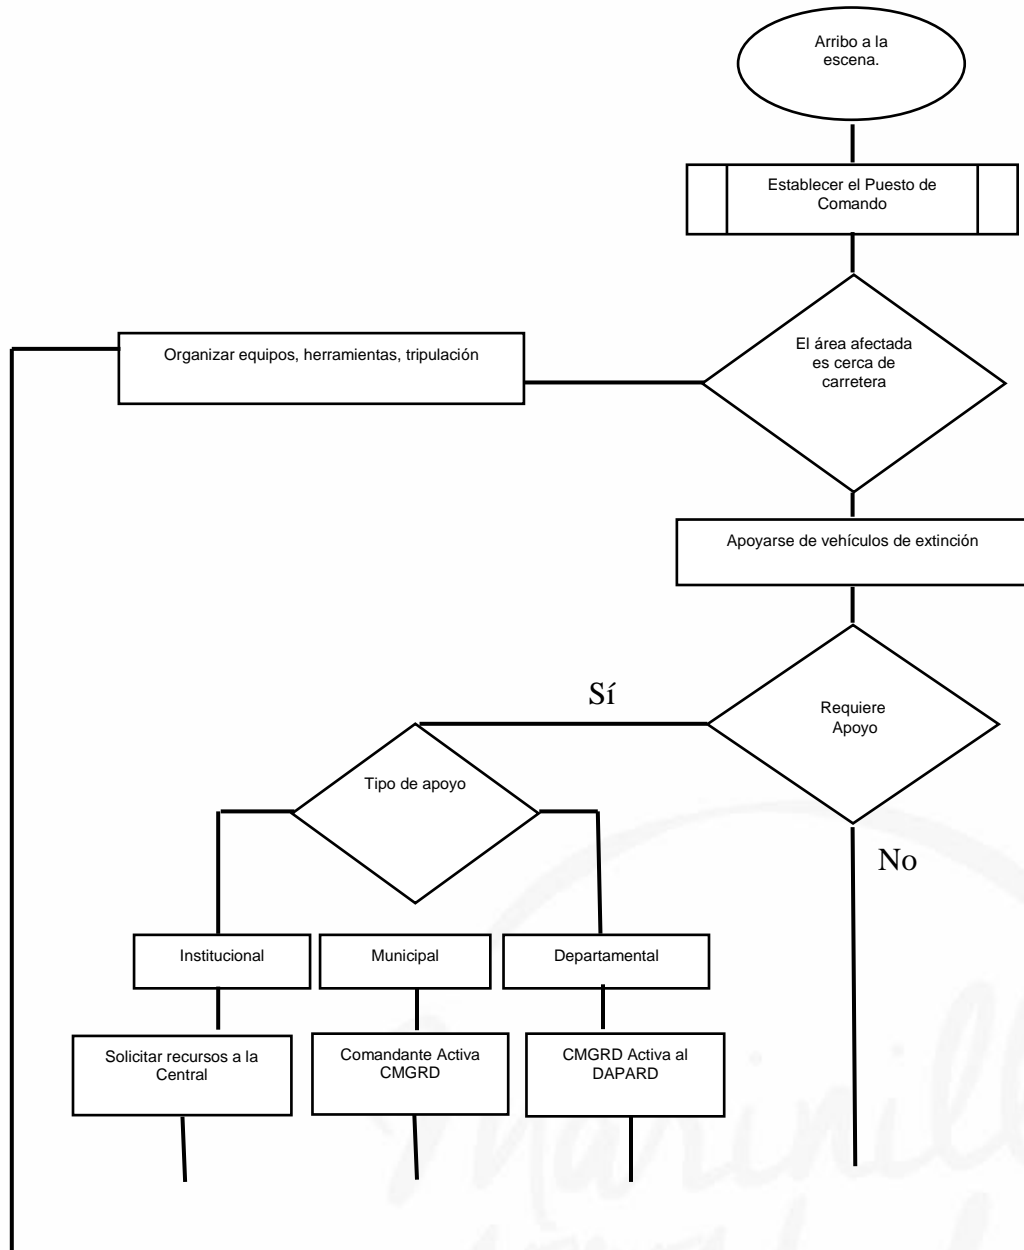 Arribo a la
escena.
Establecer el Puesto de
Comando
El área afectada
es cerca de
carretera
Organizar equipos, herramientas, tripulación
Apoyarse de vehículos de extinción
Requiere
Apoyo
Sí
No
Tipo de apoyo
Institucional
Municipal
Departamental
Solicitar recursos a la
Central
Comandante Activa
CMGRD
CMGRD Activa al
DAPARD